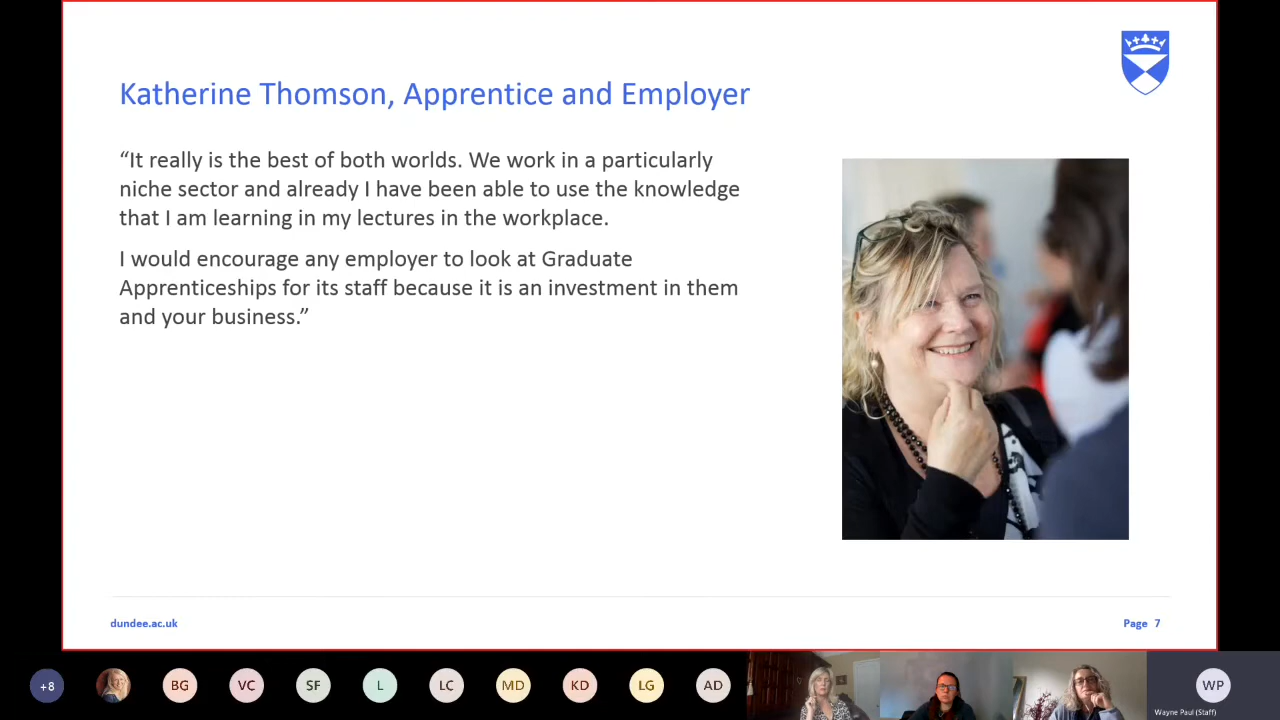 Katherine Thomson, Apprentice and Employer
“It really is the best of both worlds. We work in a particularly
niche sector and already I have been able to use the knowledge
that I am learning in my lectures in the workplace.
I would encourage any employer to look at Graduate
Apprenticeships for its staff because it is an investment in them
and your business.”
dundee.ac.uk
Page 7
+8
BG
VC
SF
L
LC
MD
KD
LG
AD
WP
Wayne Paul (Staff)